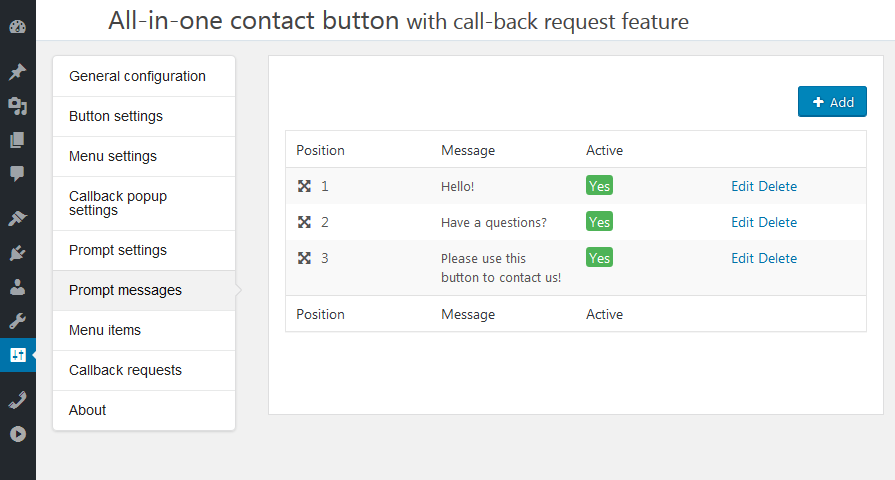 All-in-one contact button with call-back request feature
General configuration
Button settings
Menu settings
Callback popup
settings
Prompt settings
Prompt messages
Menu items
Callback requests
About
Add
Position Message Active
1 Hello! Yes Edit Delete
2 Have a questions? Yes Edit Delete
3 Please use this Yes Edit Delete
button to contact us!
Position Message Active